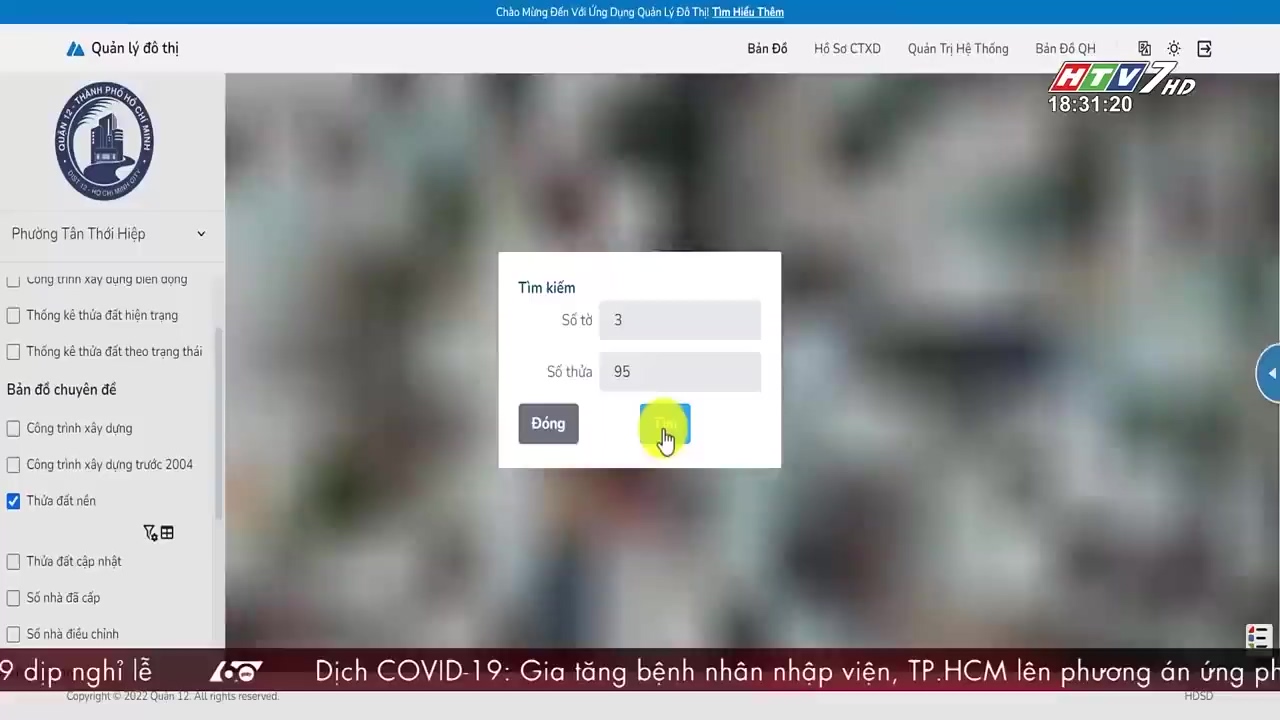 Chào Mừng Đến Với Ứng Dụng Quản Lý Đô Thị! Tìm Hiểu Thêm
Quản lý đô thị
Bản Đồ
Hồ Sơ CTXD
Quản Trị Hệ Thống
Bản Đồ QH
HTV7 HD
18:31:20
QUẬN 12 - THÀNH PHỐ HỒ CHÍ MINH
DIST 12 - HO CHI MINH CITY
Phường Tân Thới Hiệp
Công trình xây dựng biến động
Thống kê thửa đất hiện trạng
Thống kê thửa đất theo trạng thái
Bản đồ chuyên đề
Công trình xây dựng
Công trình xây dựng trước 2004
Thửa đất nền
Thửa đất cập nhật
Số nhà đã cấp
Số nhà điều chỉnh
Tìm kiếm
Số tờ 3
Số thửa 95
Đóng
Tìm
9 dịp nghỉ lễ
60
Dịch COVID-19: Gia tăng bệnh nhân nhập viện, TP.HCM lên phương án ứng ph
Copyright © 2022 Quận 12. All rights reserved.
HDSD